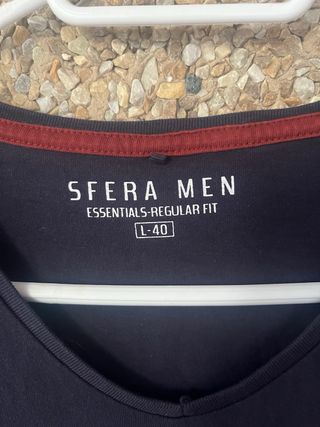 SFERA MEN
ESSENTIALS-REGULAR FIT
L-40